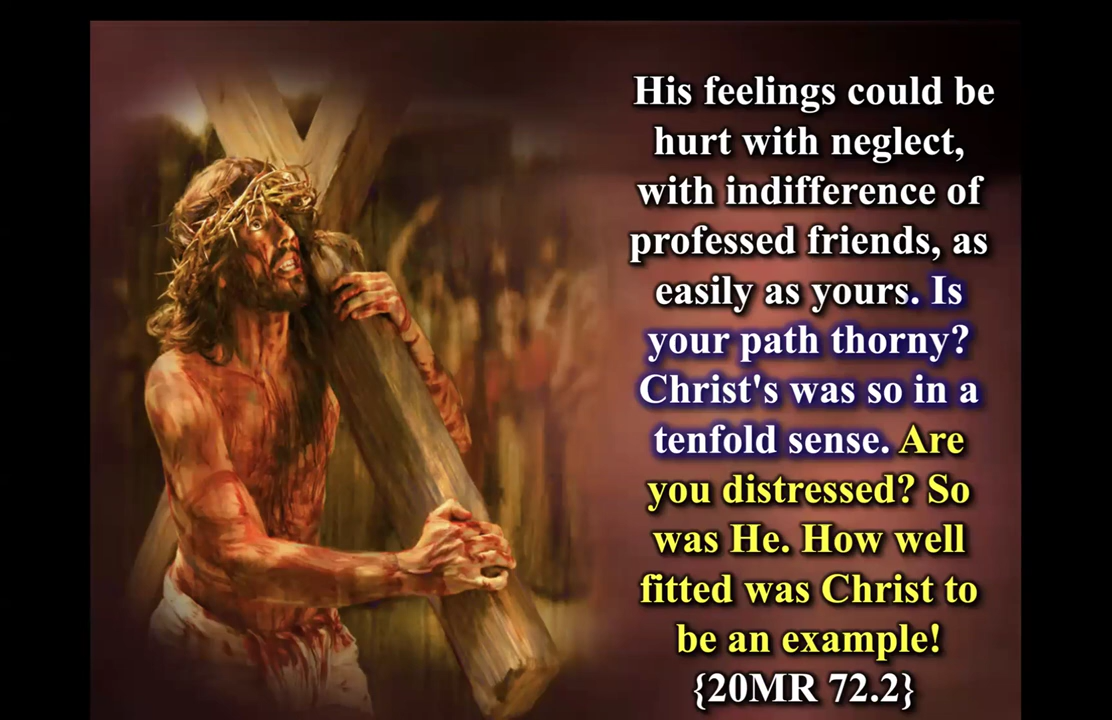 His feelings could be
hurt with neglect,
with indifference of
professed friends, as
easily as yours. Is
your path thorny?
Christ's was so in a
tenfold sense. Are
you distressed? So
was He. How well
fitted was Christ to
be an example!
{20MR 72.2}